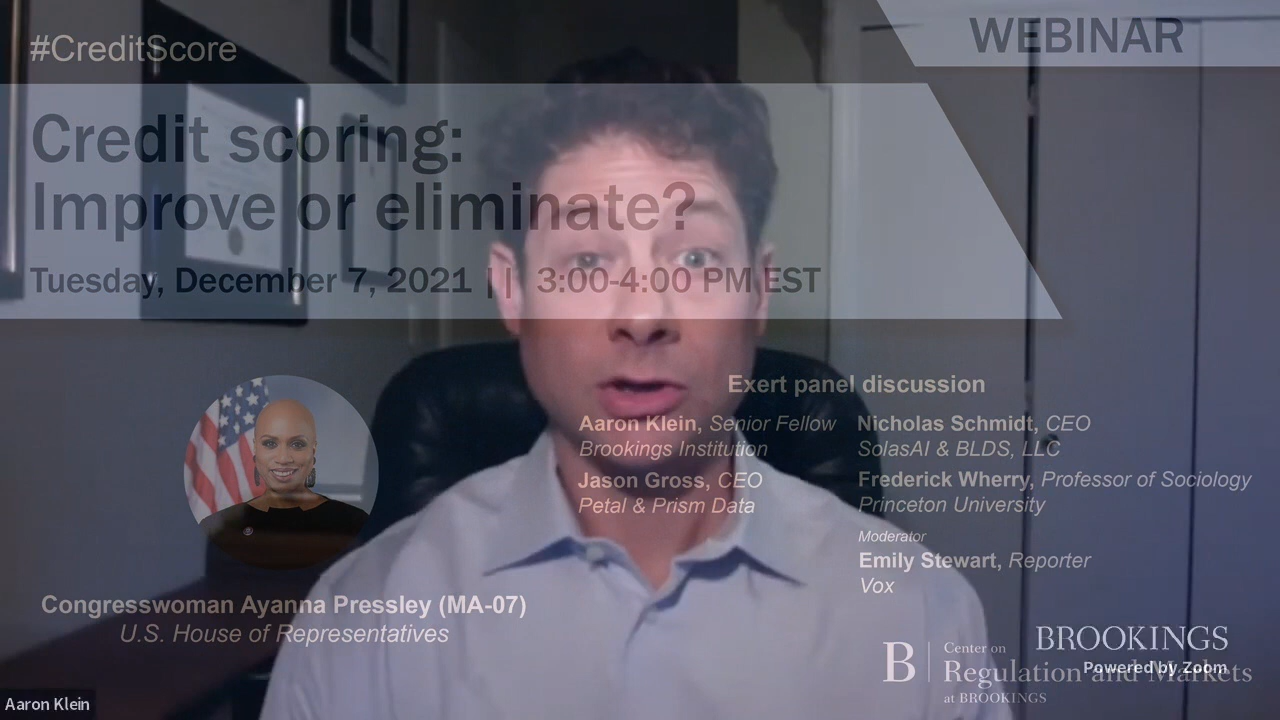 #CreditScore
WEBINAR
Credit scoring:
Improve or eliminate?
Tuesday, December 7, 2021 || 3:00-4:00 PM EST
Exert panel discussion
Aaron Klein, Senior Fellow
Brookings Institution
Jason Gross, CEO
Petal & Prism Data
Nicholas Schmidt, CEO
SolasAI & BLDS, LLC
Frederick Wherry, Professor of Sociology
Princeton University
Moderator
Emily Stewart, Reporter
Vox
Congresswoman Ayanna Pressley (MA-07)
U.S. House of Representatives
BROOKINGS
Powered by Zoom
B
Center on
Regulation and Markets
at BROOKINGS
Aaron Klein